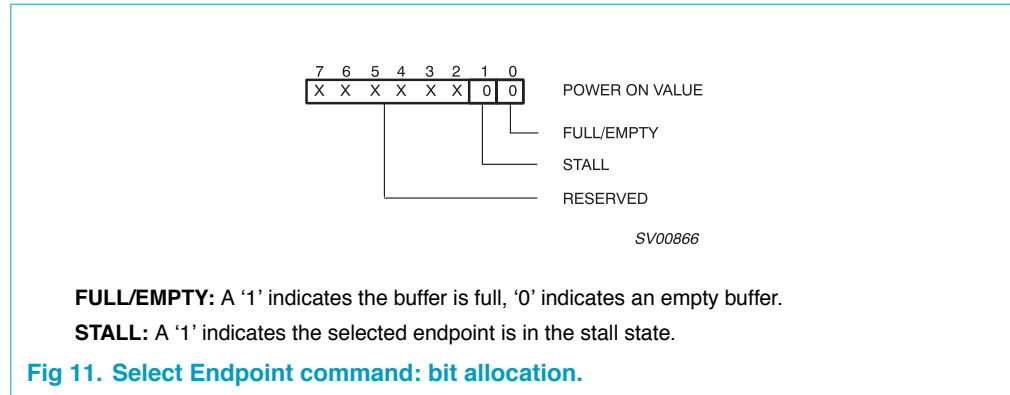 7 6 5 4 3 2 1 0
X X X X X X 0 0 POWER ON VALUE
FULL/EMPTY
STALL
RESERVED
SV00866
FULL/EMPTY: A ‘1’ indicates the buffer is full, ‘0’ indicates an empty buffer.
STALL: A ‘1’ indicates the selected endpoint is in the stall state.
Fig 11. Select Endpoint command: bit allocation.